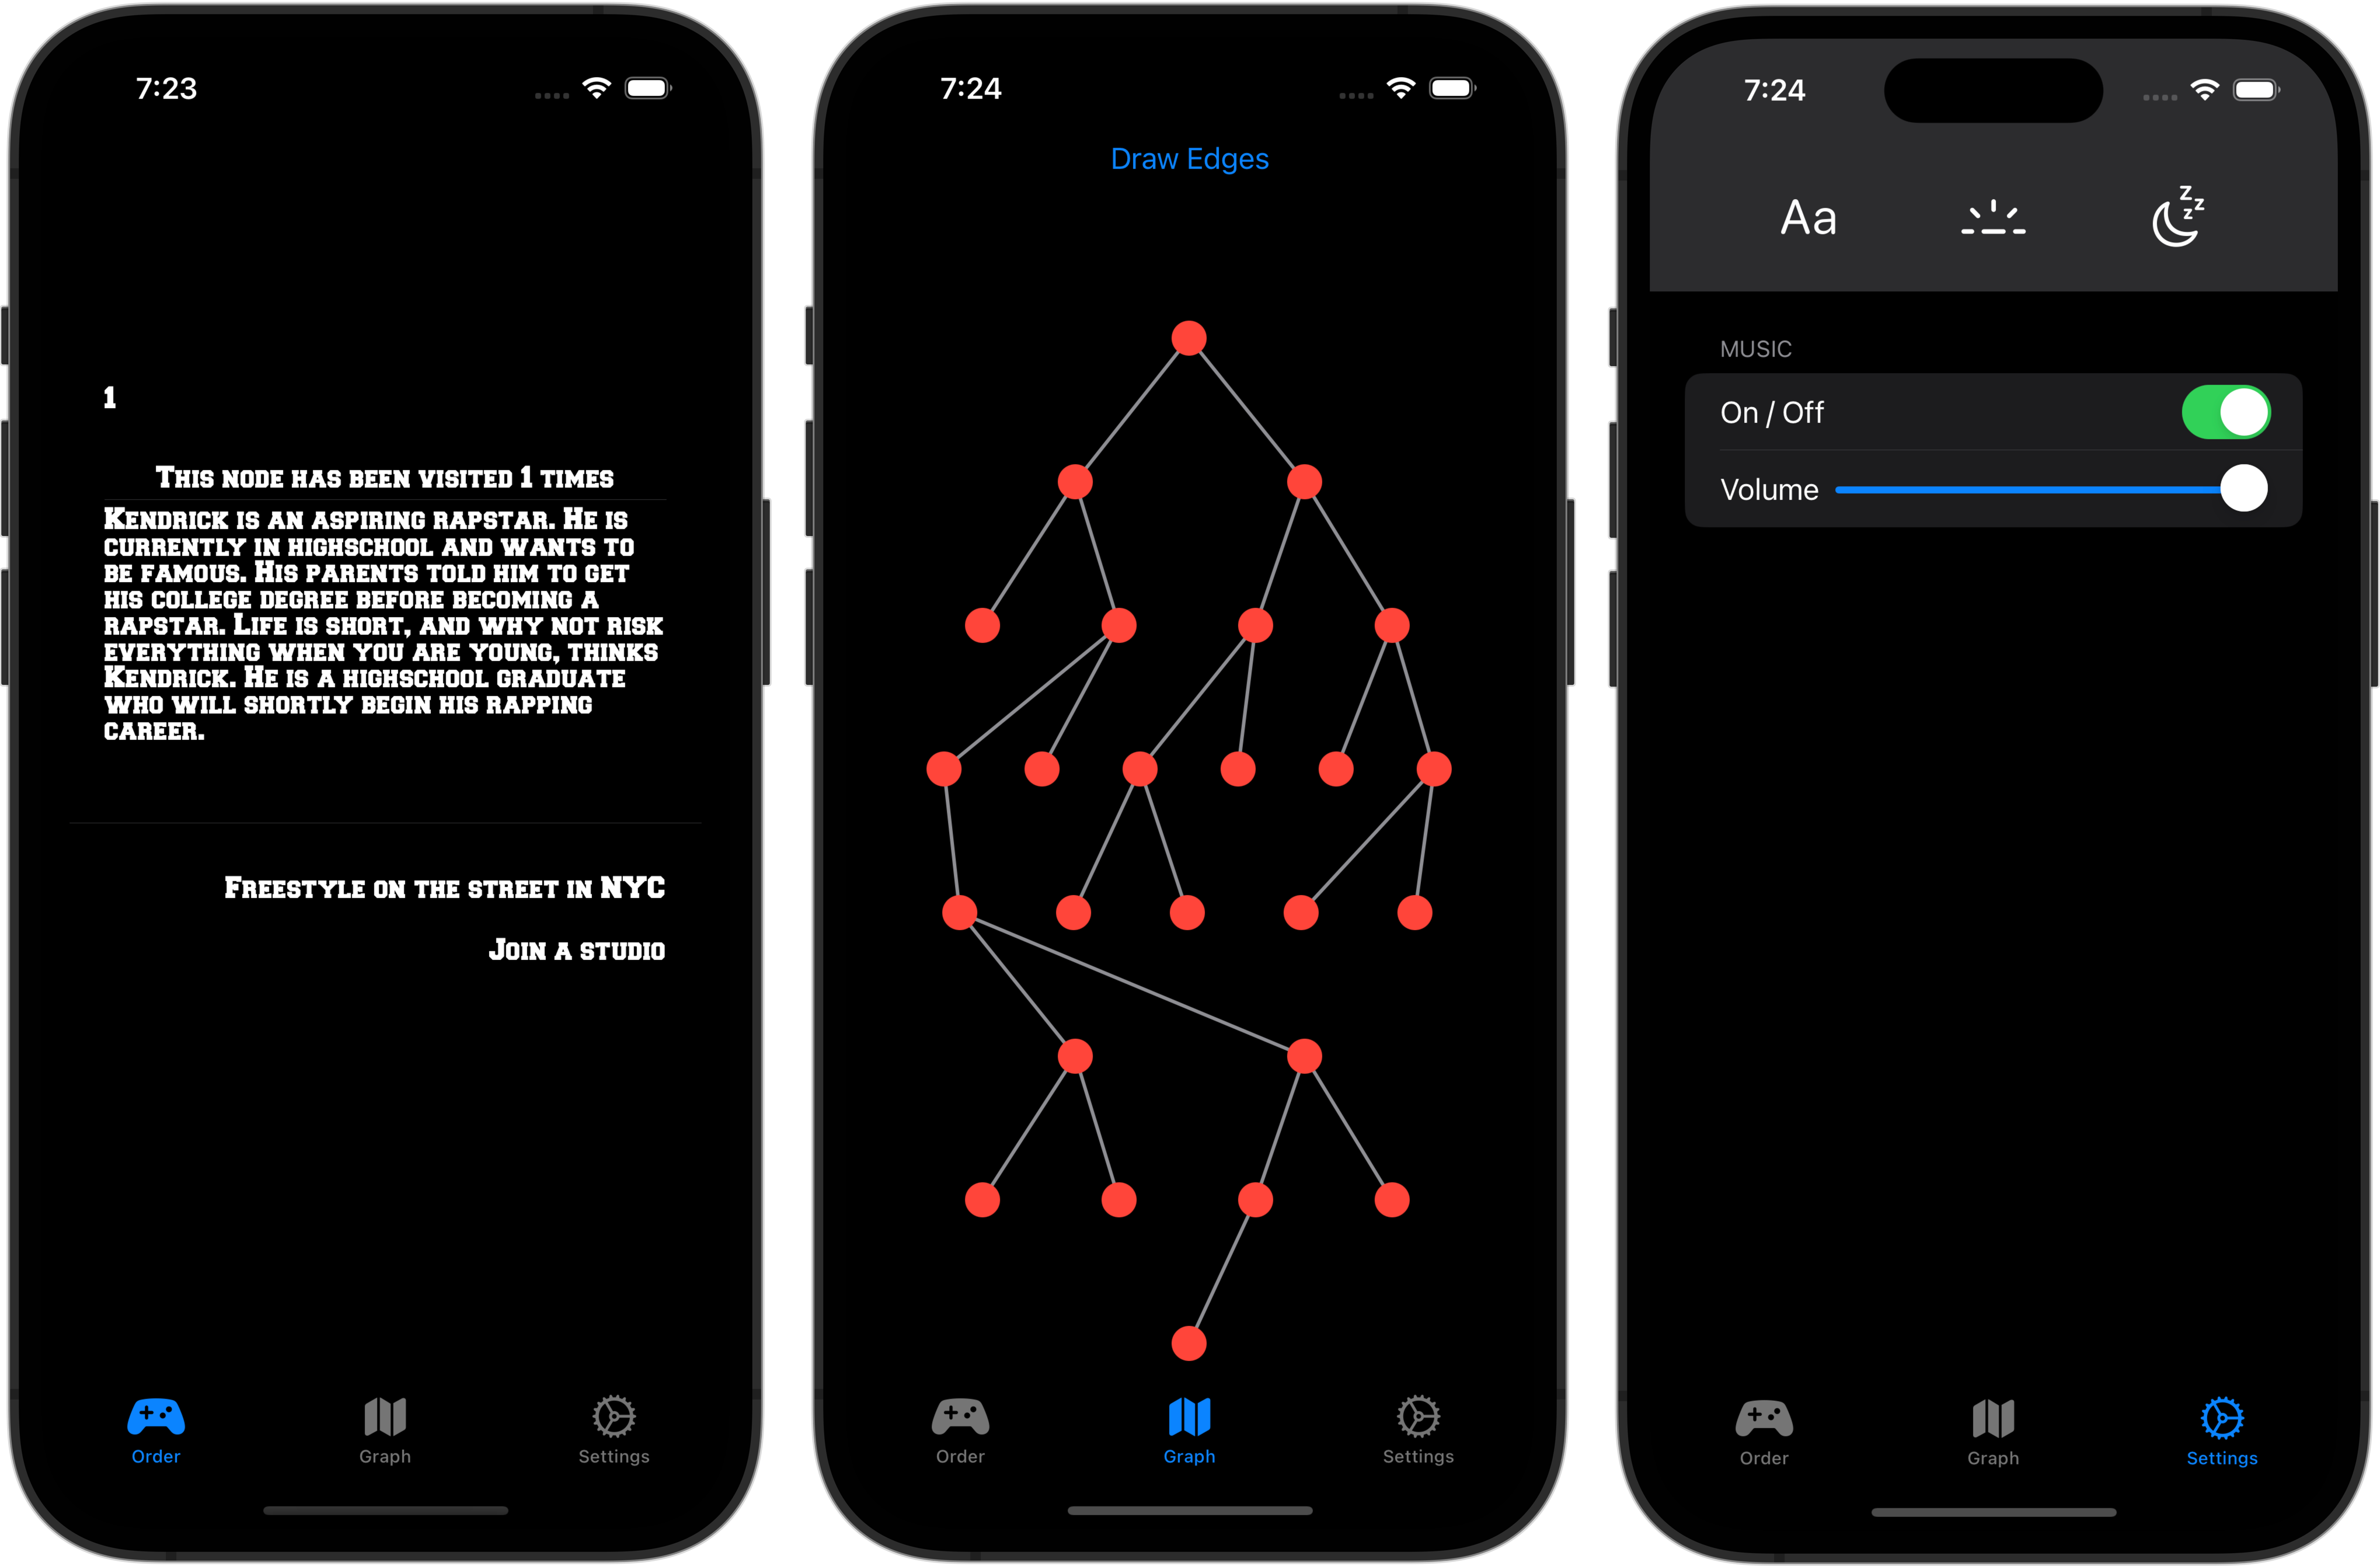 7:23
1
This node has been visited 1 times
Kendrick is an aspiring rapstar. He is
currently in highschool and wants to
be famous. His parents told him to get
his college degree before becoming a
rapstar. Life is short, and why not risk
everything when you are young, thinks
Kendrick. He is a highschool graduate
who will shortly begin his rapping
career.
Freestyle on the street in NYC
Join a studio
Order
Graph
Settings
7:24
Draw Edges
Order
Graph
Settings
7:24
Aa
z z z
MUSIC
On / Off
Volume
Order
Graph
Settings